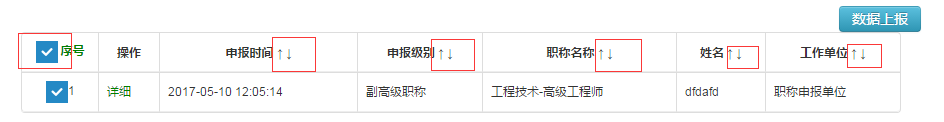 数据上报
序号 操作 申报时间↑↓ 申报级别↑↓ 职称名称↑↓ 姓名↑↓ 工作单位↑↓
1 详细 2017-05-10 12:05:14 副高级职称 工程技术-高级工程师 dfdafd 职称申报单位